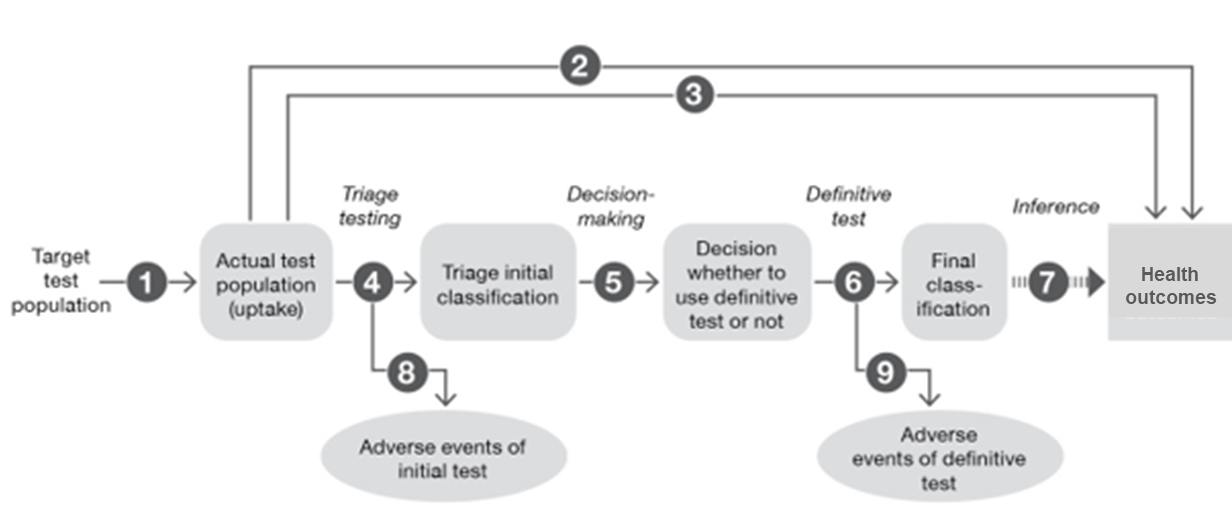 2
3
Triage
testing
Decision-
making
Definitive
test
Inference
Target
test
population
1
Actual test
population
(uptake)
4
Triage initial
classification
5
Decision
whether to
use definitive
test or not
6
Final
class-
ification
7
Health
outcomes
8
9
Adverse events of
initial test
Adverse
events of definitive
test